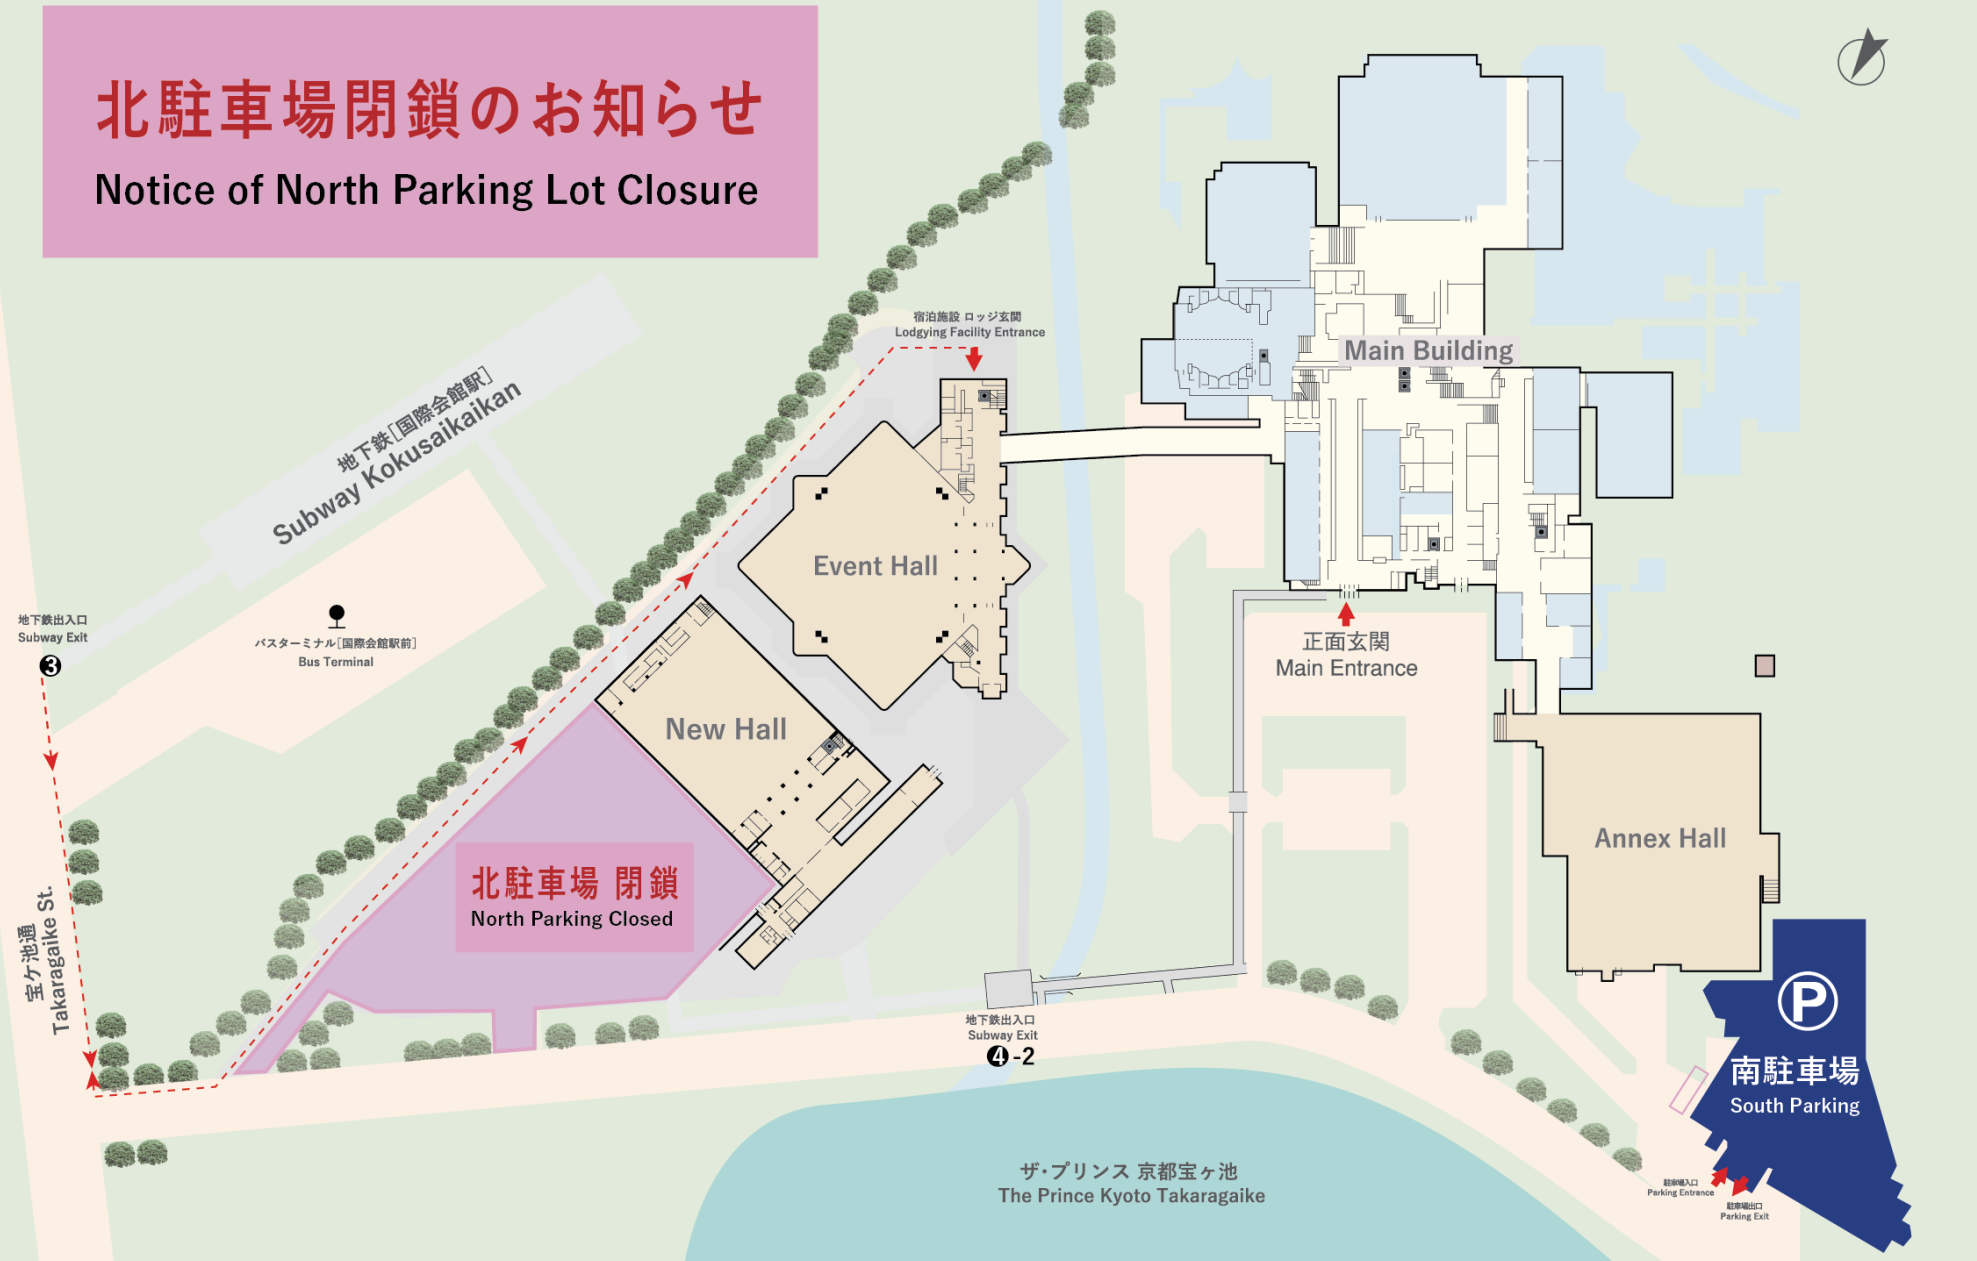 北駐車場閉鎖のお知らせ
Notice of North Parking Lot Closure
宿泊施設 ロッジ玄関
Lodgying Facility Entrance
Main Building
地下鉄[国際会館駅]
Subway Kokusaikaikan
Event Hall
地下鉄出入口
Subway Exit
3
バスターミナル[国際会館駅前]
Bus Terminal
正面玄関
Main Entrance
New Hall
Annex Hall
北駐車場 閉鎖
North Parking Closed
宝ケ池通
Takaragaike St.
地下鉄出入口
Subway Exit
4-2
P
南駐車場
South Parking
ザ・プリンス 京都宝ヶ池
The Prince Kyoto Takaragaike
駐車場入口
Parking Entrance
駐車場出口
Parking Exit